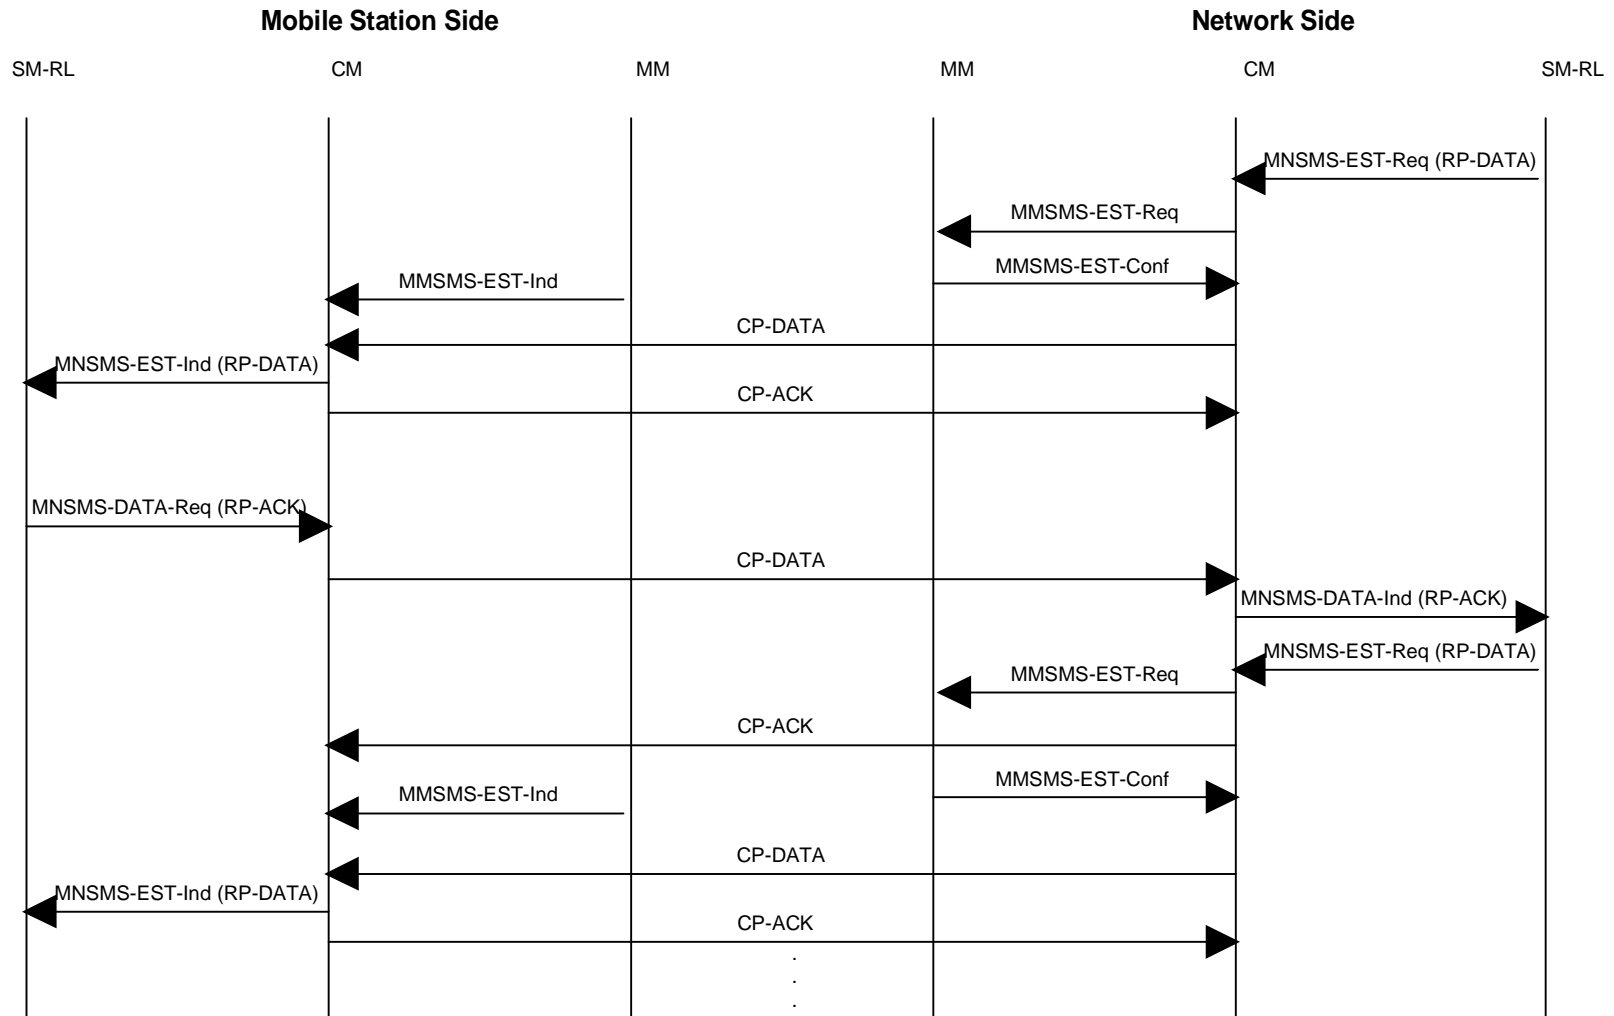 Mobile Station Side
Network Side
SM-RL
CM
MM
MM
CM
SM-RL
MNSMS-EST-Req (RP-DATA)
MMSMS-EST-Req
MMSMS-EST-Conf
MMSMS-EST-Ind
CP-DATA
MNSMS-EST-Ind (RP-DATA)
CP-ACK
MNSMS-DATA-Req (RP-ACK)
CP-DATA
MNSMS-DATA-Ind (RP-ACK)
MNSMS-EST-Req (RP-DATA)
MMSMS-EST-Req
CP-ACK
MMSMS-EST-Conf
MMSMS-EST-Ind
CP-DATA
MNSMS-EST-Ind (RP-DATA)
CP-ACK
.
.
.